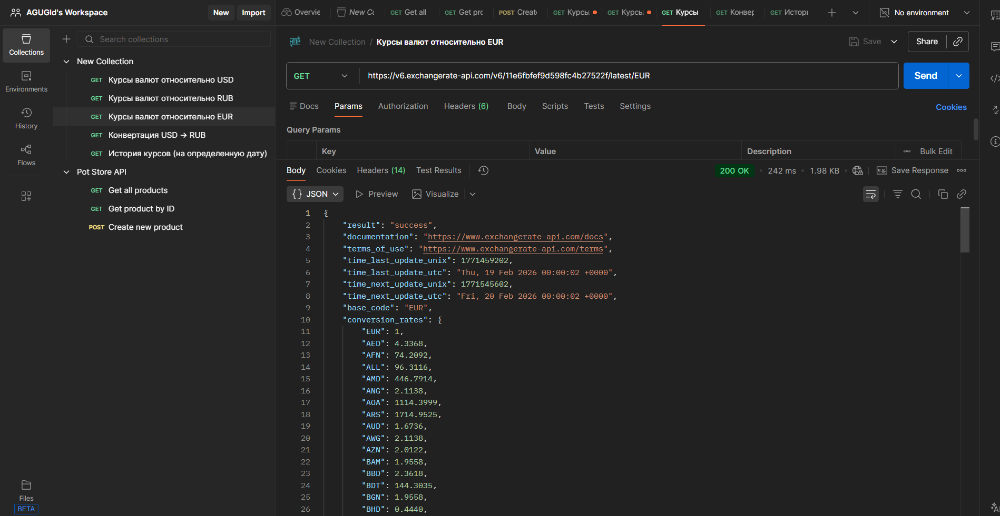 AGUGId's Workspace
New
Import
Overvie
New Co
GET Get all
GET Get pro
POST Create
GET Курсы
GET Курсы
GET Курсы
GET Конвер
GET Истори
No environment
Collections
Environments
History
Flows
Files
BETA
Search collections
New Collection
GET Курсы валют относительно USD
GET Курсы валют относительно RUB
GET Курсы валют относительно EUR
GET Конвертация USD → RUB
GET История курсов (на определенную дату)
Pot Store API
GET Get all products
GET Get product by ID
POST Create new product
HTTP New Collection / Курсы валют относительно EUR
Save
Share
GET
https://v6.exchangerate-api.com/v6/11e6fbfef9d598fc4b27522f/latest/EUR
Send
Docs Params Authorization Headers (6) Body Scripts Tests Settings
Cookies
Query Params
Key Value Description Bulk Edit
Body Cookies Headers (14) Test Results
200 OK • 242 ms • 1.98 KB • e.g. Save Response
{} JSON Preview Visualize
1 {
2 "result": "success",
3 "documentation": "https://www.exchangerate-api.com/docs",
4 "terms_of_use": "https://www.exchangerate-api.com/terms",
5 "time_last_update_unix": 1771459202,
6 "time_last_update_utc": "Thu, 19 Feb 2026 00:00:02 +0000",
7 "time_next_update_unix": 1771545602,
8 "time_next_update_utc": "Fri, 20 Feb 2026 00:00:02 +0000",
9 "base_code": "EUR",
10 "conversion_rates": {
11 "EUR": 1,
12 "AED": 4.3368,
13 "AFN": 74.2092,
14 "ALL": 96.3116,
15 "AMD": 446.7914,
16 "ANG": 2.1138,
17 "AOA": 1114.3999,
18 "ARS": 1714.9525,
19 "AUD": 1.6736,
20 "AWG": 2.1138,
21 "AZN": 2.0122,
22 "BAM": 1.9558,
23 "BBD": 2.3618,
24 "BDT": 144.3035,
25 "BGN": 1.9558,
26 "BHD": 0.4440,